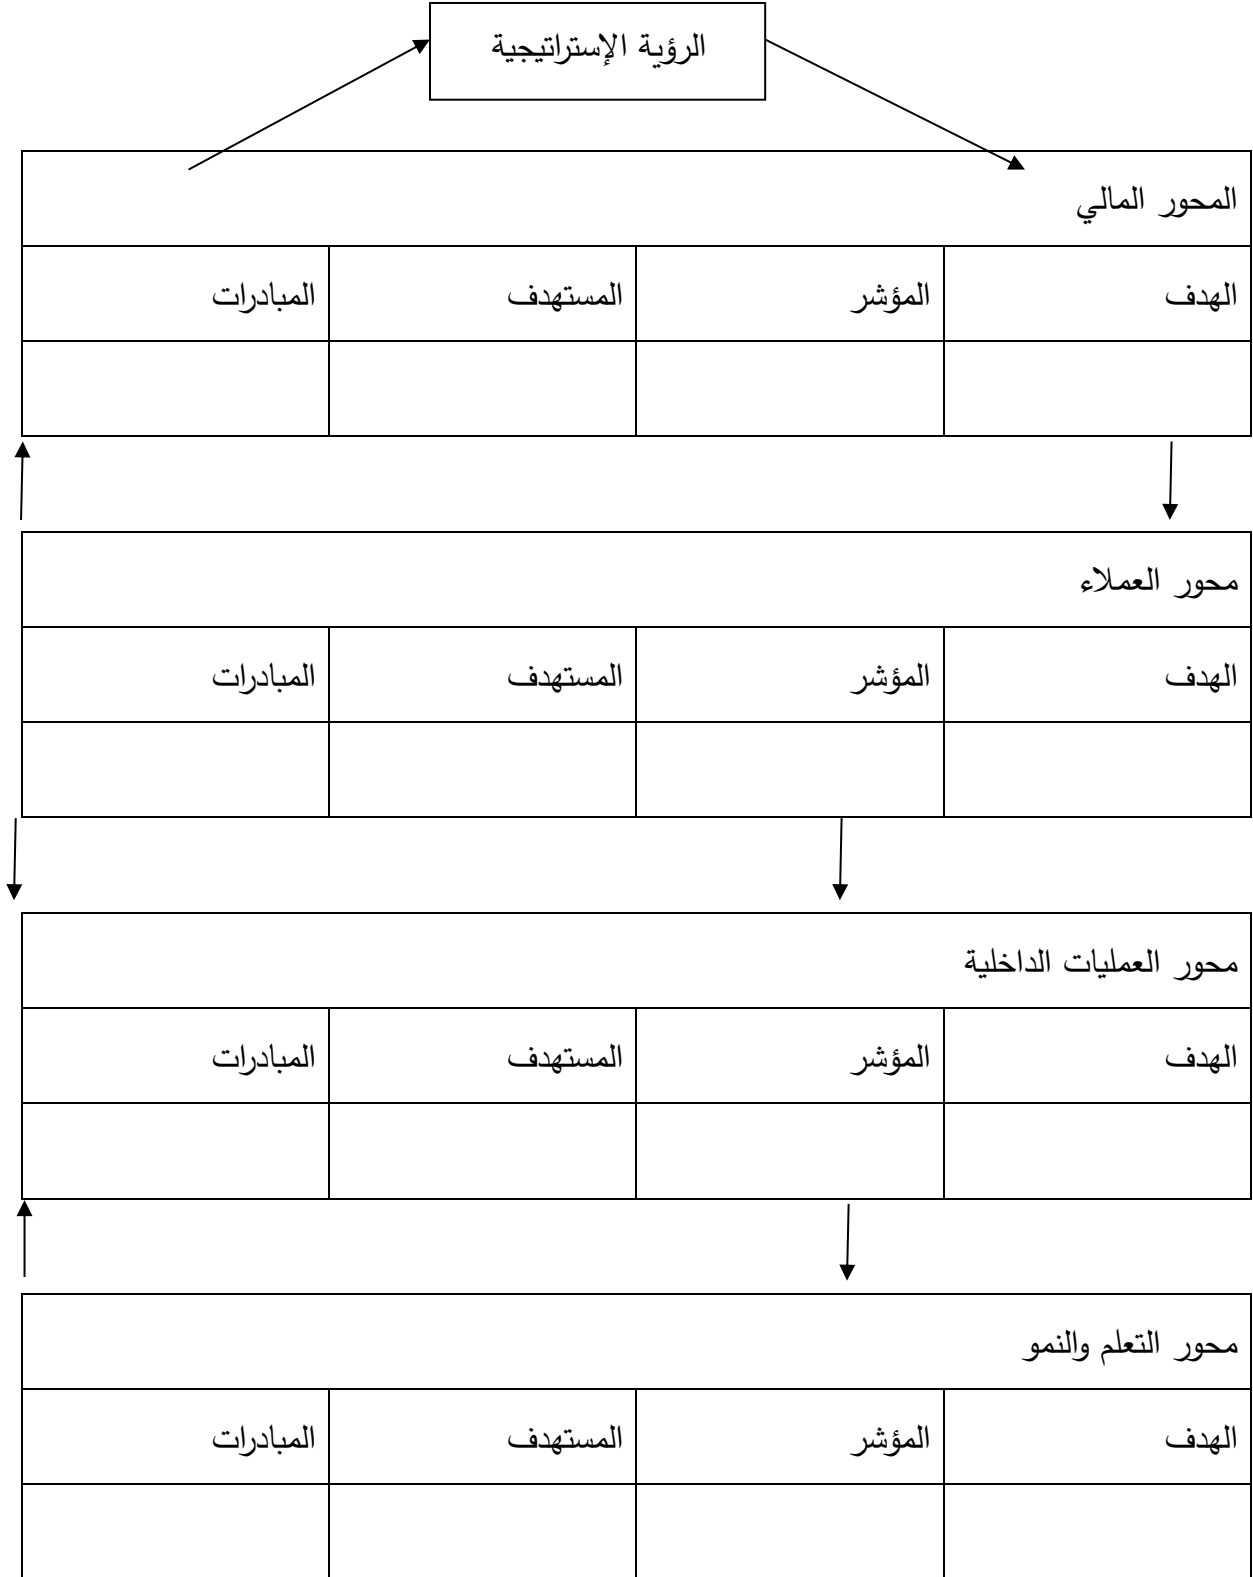 الرؤية الإستراتيجية
المحور المالي
الهدف المؤشر المستهدف المبادرات
محور العملاء
الهدف المؤشر المستهدف المبادرات
محور العمليات الداخلية
الهدف المؤشر المستهدف المبادرات
محور التعلم والنمو
الهدف المؤشر المستهدف المبادرات